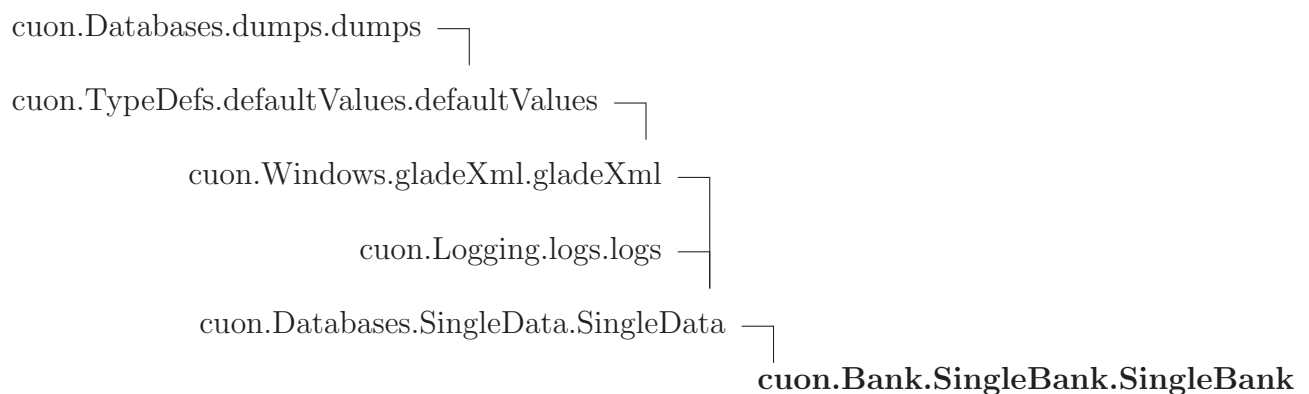 cuon.Databases.dumps.dumps
cuon.TypeDefs.defaultValues.defaultValues
cuon.Windows.gladeXml.gladeXml
cuon.Logging.logs.logs
cuon.Databases.SingleData.SingleData
cuon.Bank.SingleBank.SingleBank